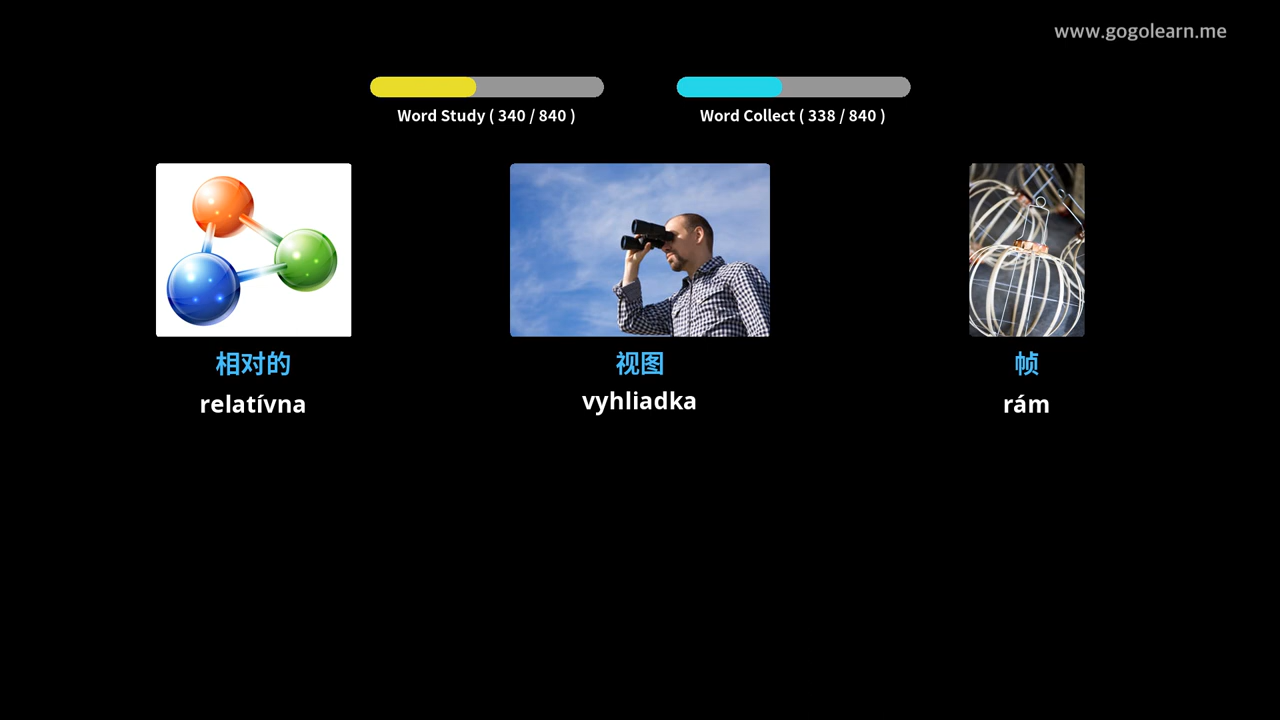 www.gogolearn.me
Word Study ( 340 / 840 )
Word Collect ( 338 / 840 )
相对的
视图
帧
relatívna
vyhliadka
rám